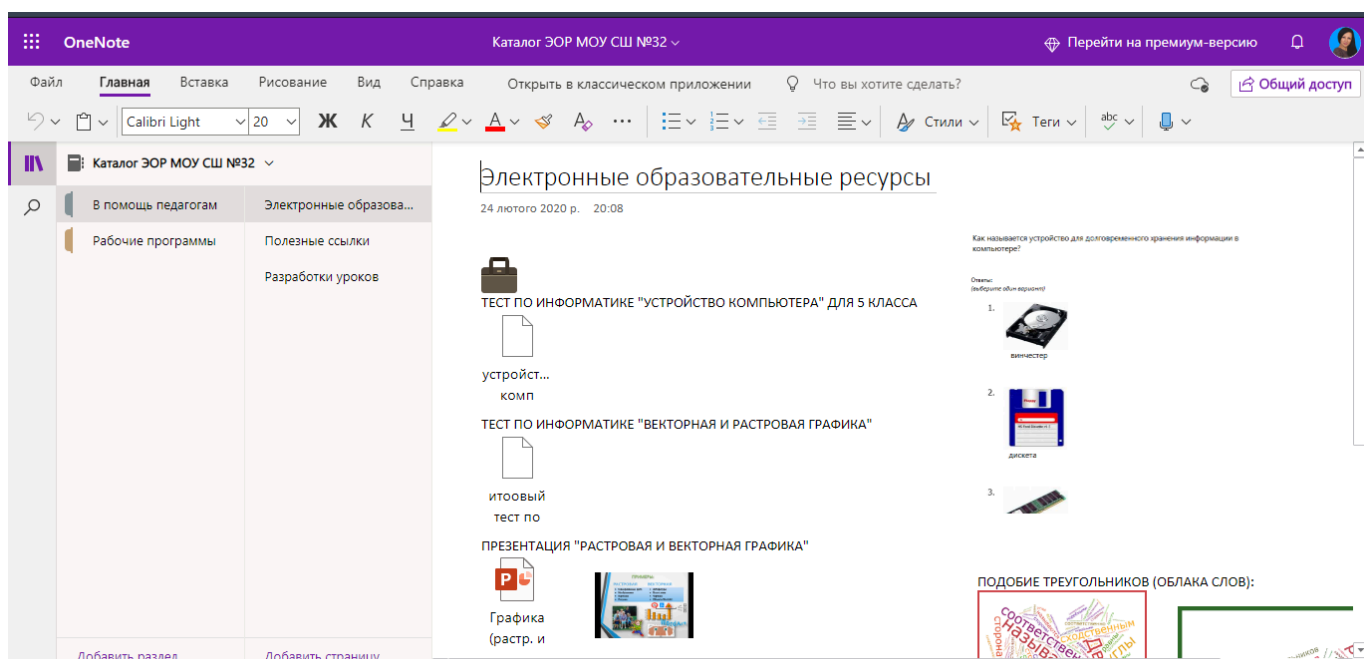 OneNote
Каталог ЭОР МОУ СШ №32
Перейти на премиум-версию
Файл Главная Вставка Рисование Вид Справка Открыть в классическом приложении Что вы хотите сделать? Общий доступ
Calibri Light 20 Ж К Ч А Стили Теги abc
Каталог ЭОР МОУ СШ №32
В помощь педагогам
Рабочие программы
Добавить раздел
Электронные образова...
Полезные ссылки
Разработки уроков
Добавить страницу
Электронные образовательные ресурсы
24 лютого 2020 р. 20:08
ТЕСТ ПО ИНФОРМАТИКЕ "УСТРОЙСТВО КОМПЬЮТЕРА" ДЛЯ 5 КЛАССА
устройст...
комп
ТЕСТ ПО ИНФОРМАТИКЕ "ВЕКТОРНАЯ И РАСТРОВАЯ ГРАФИКА"
итоовый
тест по
ПРЕЗЕНТАЦИЯ "РАСТРОВАЯ И ВЕКТОРНАЯ ГРАФИКА"
Графика
(растр. и
Как называется устройство для долговременного хранения информации в
компьютере?
Ответы:
(выберите один вариант)
1.
винчестер
2.
дискета
3.
ПОДОБИЕ ТРЕУГОЛЬНИКОВ (ОБЛАКА СЛОВ):